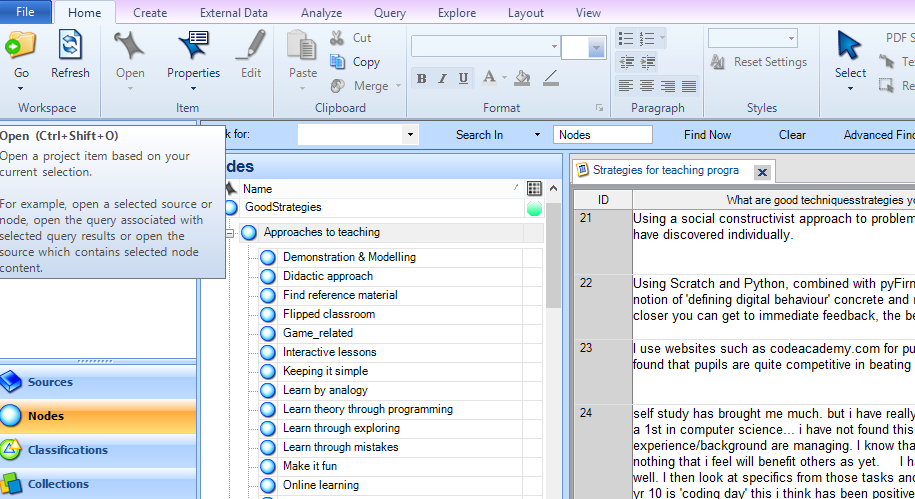 File Home Create External Data Analyze Query Explore Layout View
Go Refresh Open Properties Edit Paste Cut Copy Merge B I U A Reset Settings Select PDF S
Workspace Item Clipboard Format Paragraph Styles
Open (Ctrl+Shift+O)
Open a project item based on your
current selection.
For example, open a selected source or
node, open the query associated with
selected query results or open the
source which contains selected node
content.
k for: Search In Nodes Find Now Clear Advanced Find
des
Name
GoodStrategies
Approaches to teaching
Demonstration & Modelling
Didactic approach
Find reference material
Flipped classroom
Game_related
Interactive lessons
Keeping it simple
Learn by analogy
Learn theory through programming
Learn through exploring
Learn through mistakes
Make it fun
Online learning
Sources
Nodes
Classifications
Collections
Strategies for teaching progra
ID What are good techniquesstrategies yo
21 Using a social constructivist approach to problem
have discovered individually.
22 Using Scratch and Python, combined with pyFirm
notion of 'defining digital behaviour' concrete and
closer you can get to immediate feedback, the be
23 I use websites such as codeacademy.com for pu
found that pupils are quite competitive in beating
24 self study has brought me much. but i have really
a 1st in computer science... i have not found this
experience/background are managing. I know tha
nothing that i feel will benefit others as yet. I ha
well. I then look at specifics from those tasks and
yr 10 is 'coding day' this i think has been positive